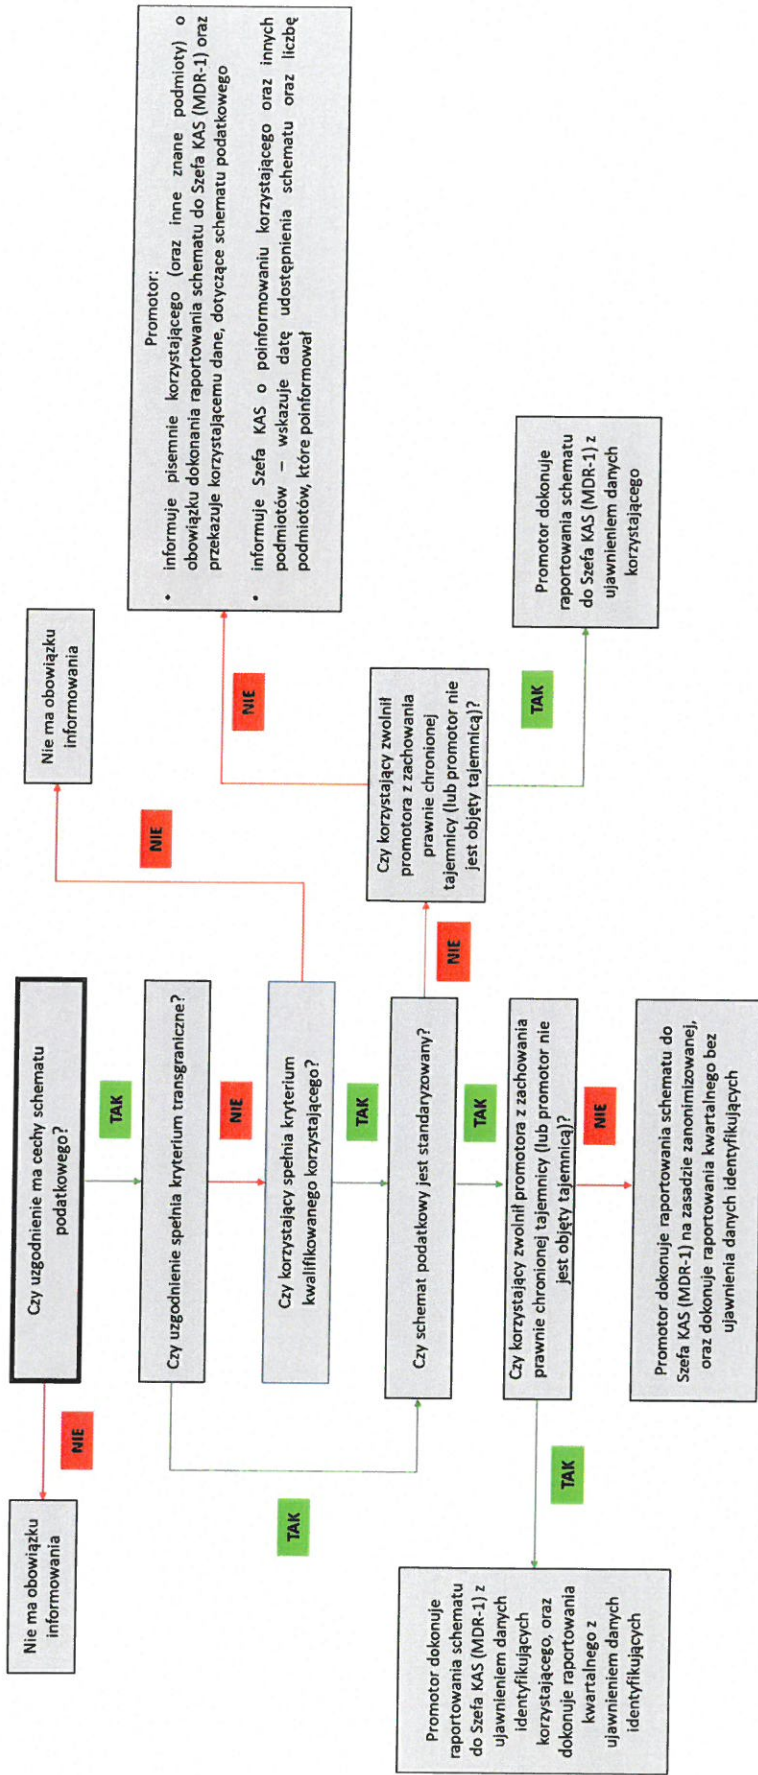 Czy uzgodnienie ma cechy schematu
podatkowego?
NIE
Nie ma obowiązku
informowania
TAK
Czy uzgodnienie spełnia kryterium transgraniczne?
TAK
NIE
Czy korzystający spełnia kryterium
kwalifikowanego korzystającego?
NIE
Nie ma obowiązku
informowania
TAK
Czy schemat podatkowy jest standaryzowany?
NIE
Czy korzystający zwolnił
promotora z zachowania
prawnie chronionej
tajemnicy (lub promotor nie
jest objęty tajemnicą)?
NIE
Promotor:
• informuje pisemnie korzystającego (oraz inne znane podmioty) o
obowiązku dokonania raportowania schematu do Szefa KAS (MDR-1) oraz
przekazuje korzystającemu dane, dotyczące schematu podatkowego
• informuje Szefa KAS o poinformowaniu korzystającego oraz innych
podmiotów – wskazuje datę udostępnienia schematu oraz liczbę
podmiotów, które poinformował
TAK
Promotor dokonuje
raportowania schematu
do Szefa KAS (MDR-1) z
ujawnieniem danych
korzystającego
TAK
Czy korzystający zwolnił promotora z zachowania
prawnie chronionej tajemnicy (lub promotor nie
jest objęty tajemnicą)?
TAK
Promotor dokonuje
raportowania schematu
do Szefa KAS (MDR-1) z
ujawnieniem danych
identyfikujących
korzystającego, oraz
dokonuje raportowania
kwartalnego z
ujawnieniem danych
identyfikujących
NIE
Promotor dokonuje raportowania schematu do
Szefa KAS (MDR-1) na zasadzie zanonimizowanej,
oraz dokonuje raportowania kwartalnego bez
ujawnienia danych identyfikujących